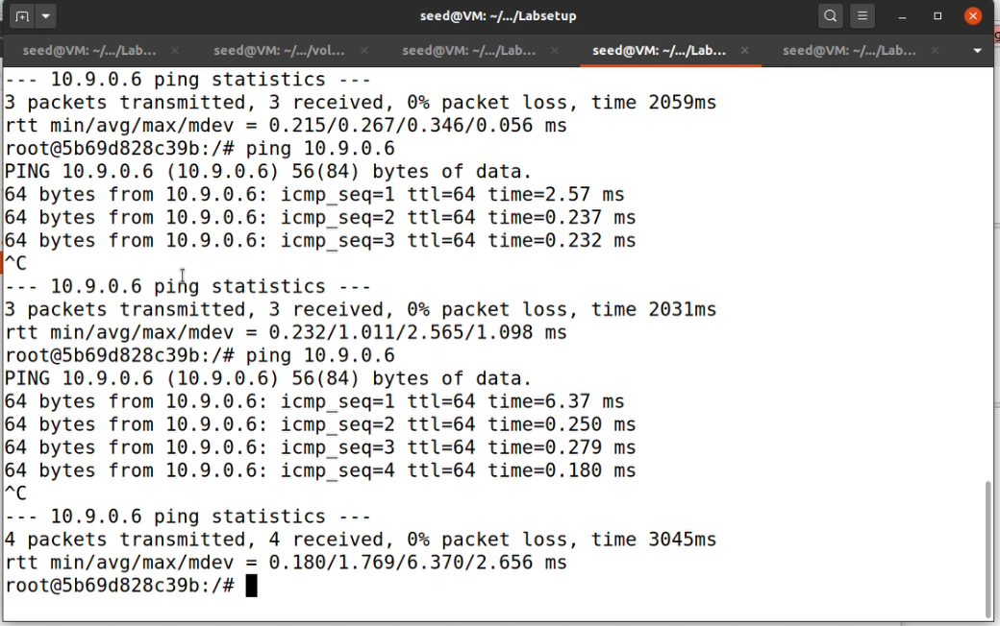 seed@VM: ~/.../Labsetup
seed@VM: ~/.../Lab... seed@VM: ~/.../vol... seed@VM: ~/.../Lab... seed@VM: ~/.../Lab... seed@VM: ~/.../Lab...
--- 10.9.0.6 ping statistics ---
3 packets transmitted, 3 received, 0% packet loss, time 2059ms
rtt min/avg/max/mdev = 0.215/0.267/0.346/0.056 ms
root@5b69d828c39b:/# ping 10.9.0.6
PING 10.9.0.6 (10.9.0.6) 56(84) bytes of data.
64 bytes from 10.9.0.6: icmp_seq=1 ttl=64 time=2.57 ms
64 bytes from 10.9.0.6: icmp_seq=2 ttl=64 time=0.237 ms
64 bytes from 10.9.0.6: icmp_seq=3 ttl=64 time=0.232 ms
^C
--- 10.9.0.6 ping statistics ---
3 packets transmitted, 3 received, 0% packet loss, time 2031ms
rtt min/avg/max/mdev = 0.232/1.011/2.565/1.098 ms
root@5b69d828c39b:/# ping 10.9.0.6
PING 10.9.0.6 (10.9.0.6) 56(84) bytes of data.
64 bytes from 10.9.0.6: icmp_seq=1 ttl=64 time=6.37 ms
64 bytes from 10.9.0.6: icmp_seq=2 ttl=64 time=0.250 ms
64 bytes from 10.9.0.6: icmp_seq=3 ttl=64 time=0.279 ms
64 bytes from 10.9.0.6: icmp_seq=4 ttl=64 time=0.180 ms
^C
--- 10.9.0.6 ping statistics ---
4 packets transmitted, 4 received, 0% packet loss, time 3045ms
rtt min/avg/max/mdev = 0.180/1.769/6.370/2.656 ms
root@5b69d828c39b:/#